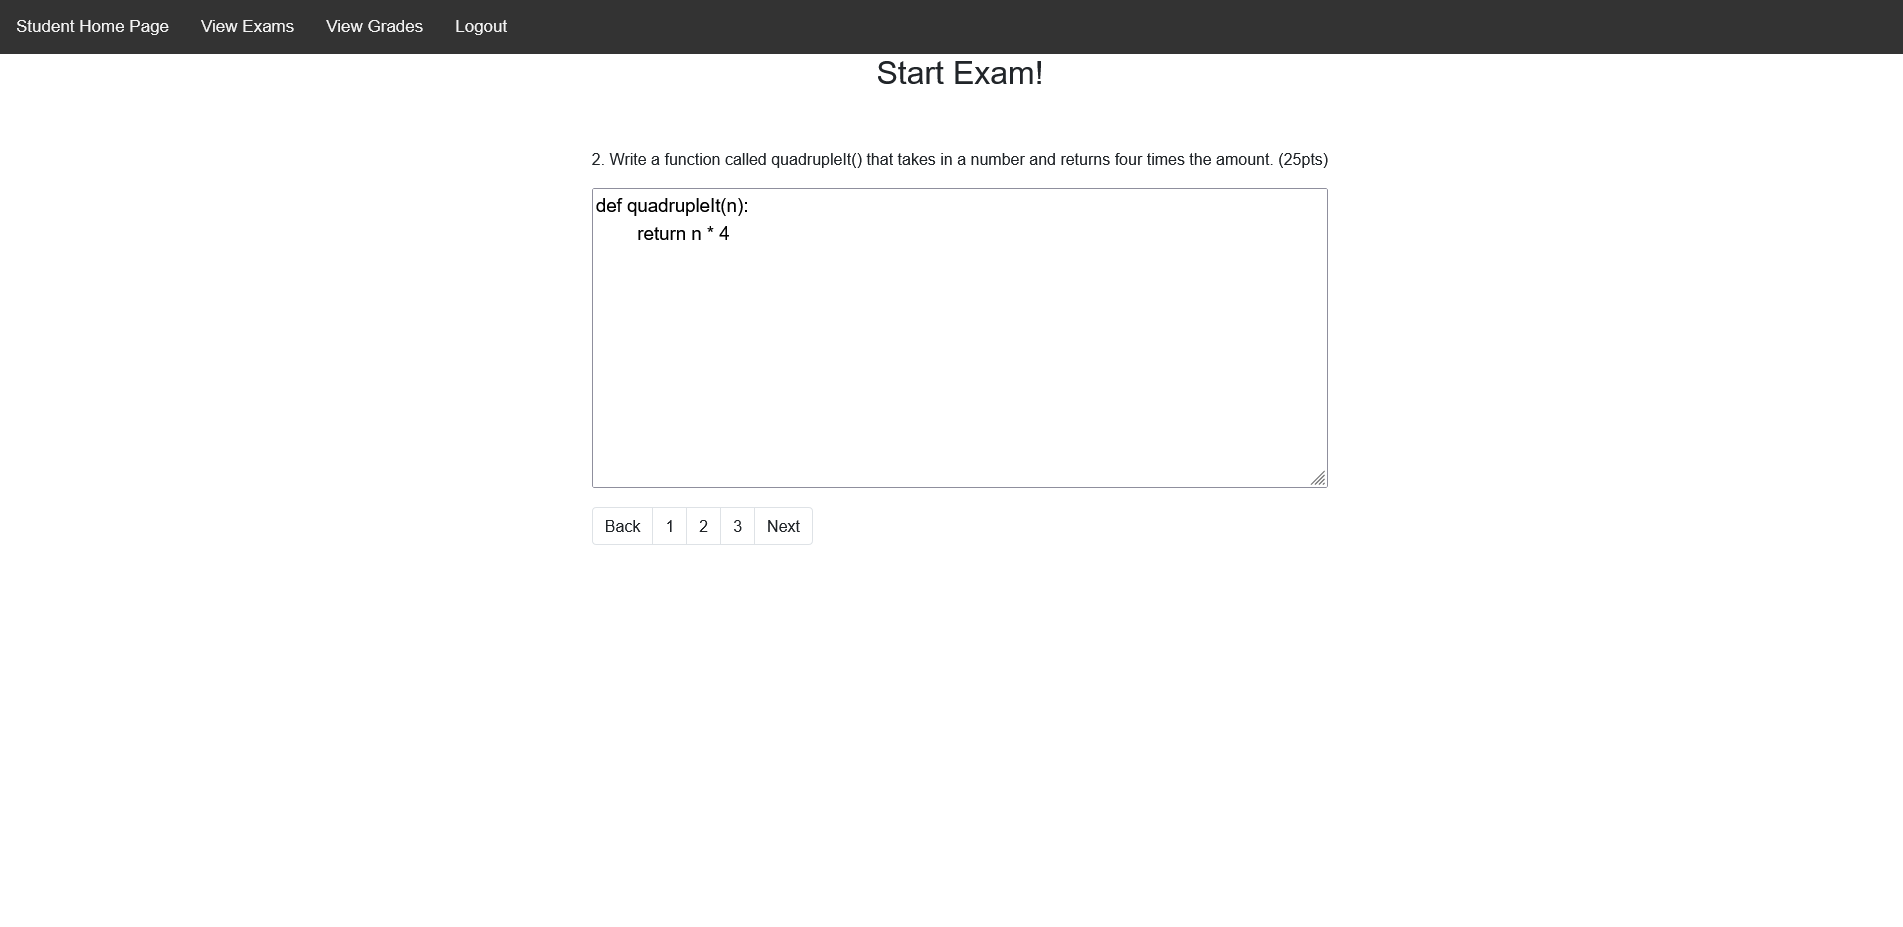 Student Home Page View Exams View Grades Logout
Start Exam!
2. Write a function called quadrupleIt() that takes in a number and returns four times the amount. (25pts)
def quadrupleIt(n):
return n * 4
Back 1 2 3 Next